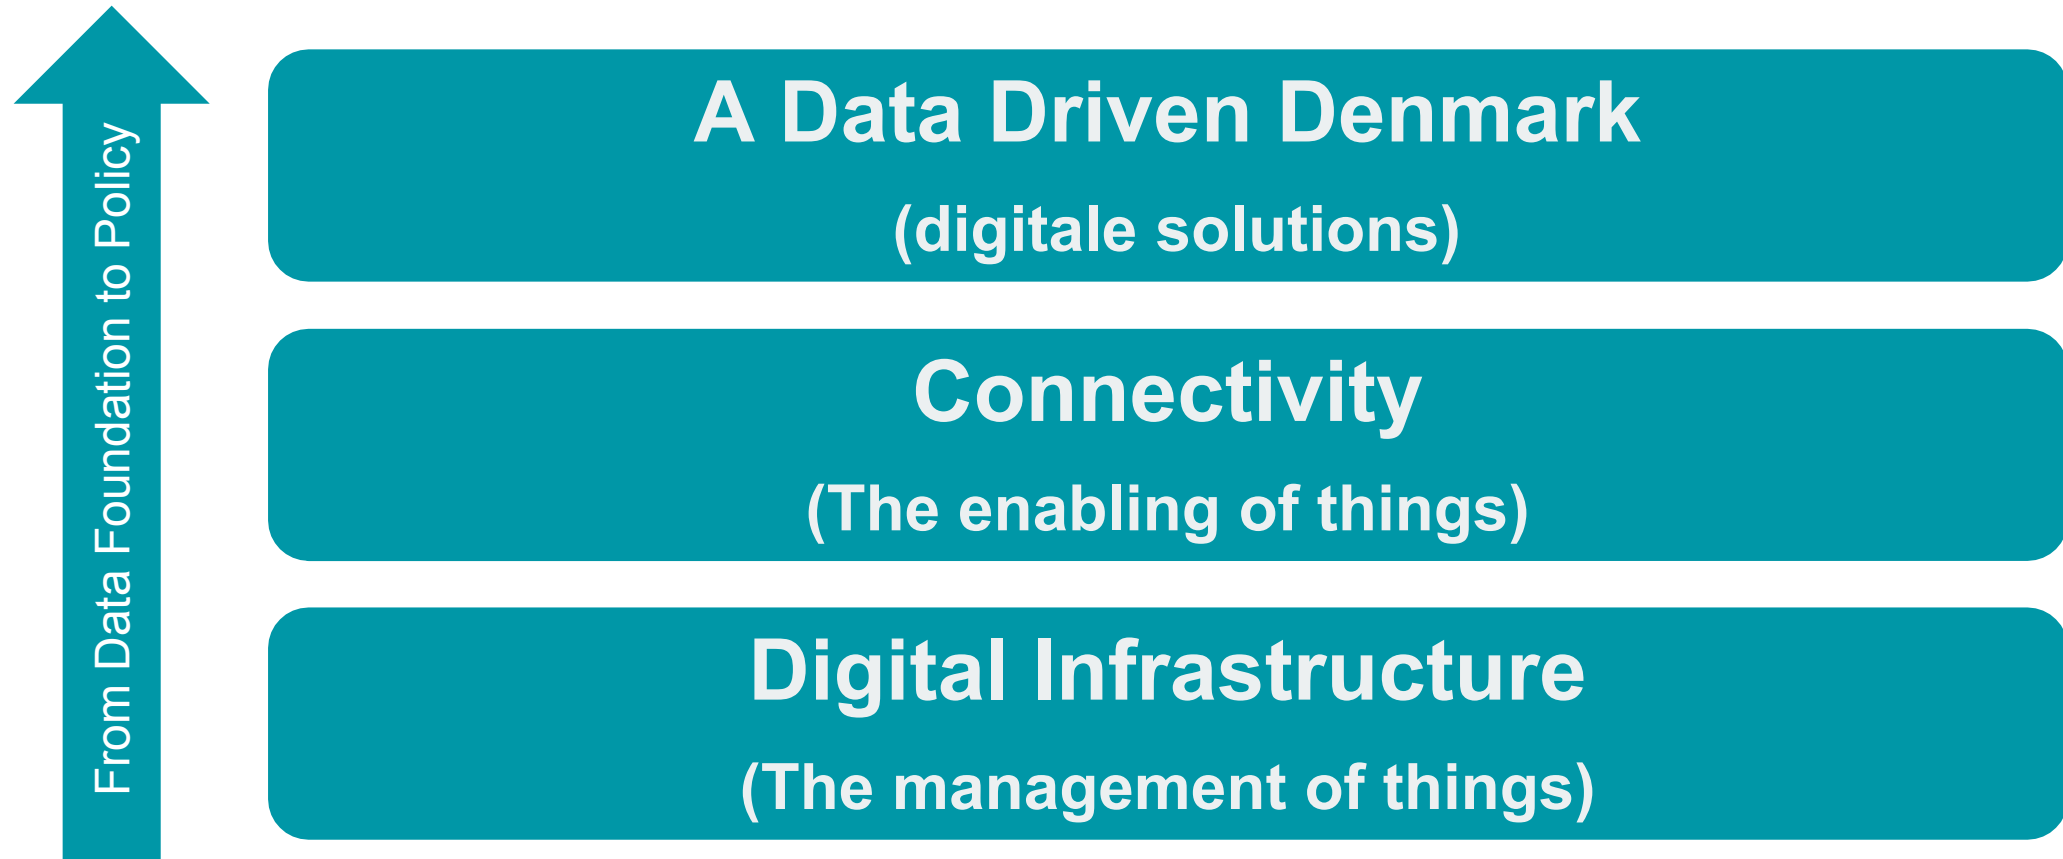 From Data Foundation to Policy
A Data Driven Denmark
(digitale solutions)
Connectivity
(The enabling of things)
Digital Infrastructure
(The management of things)